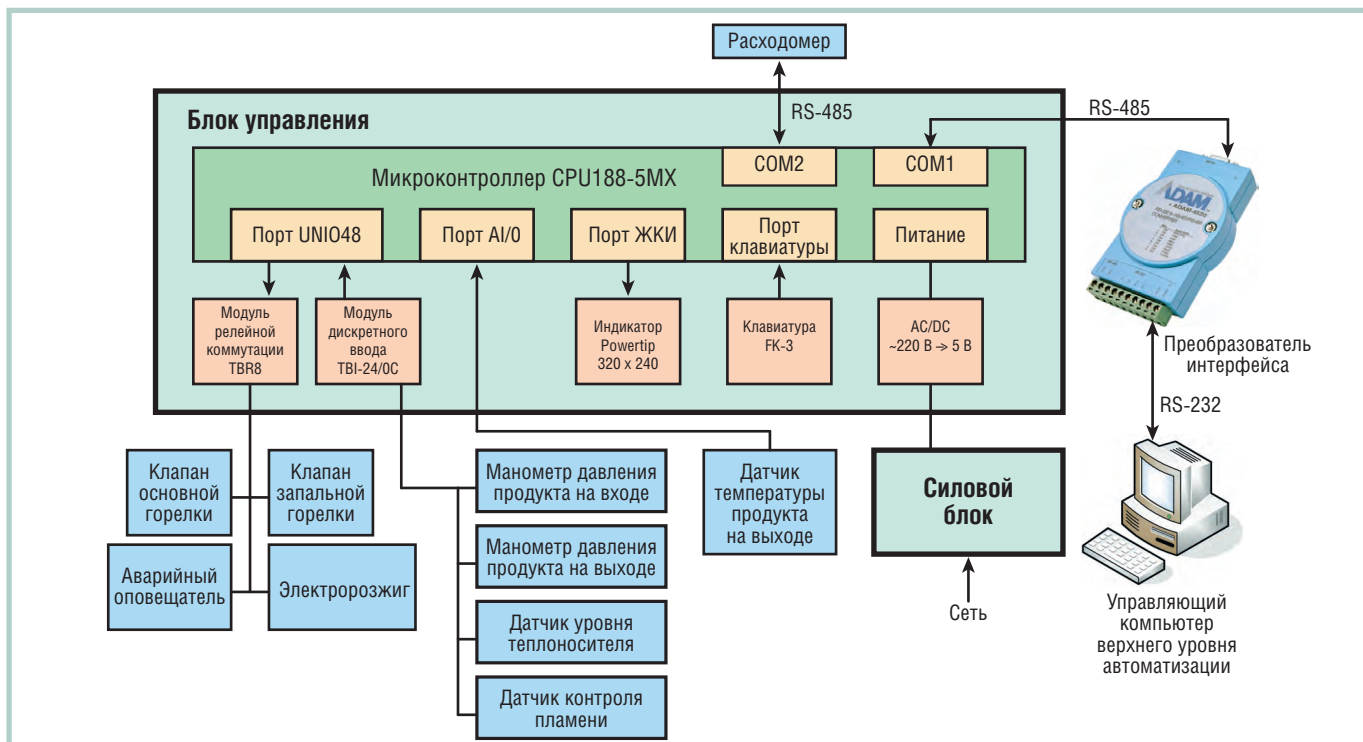 Расходомер
RS-485
RS-485
Блок управления
COM2
COM1
Микроконтроллер CPU188-5MX
Порт UNIO48
Порт AI/0
Порт ЖКИ
Порт
клавиатуры
Питание
Модуль
релейной
коммутации
TBR8
Модуль
дискретного
ввода
TBI-24/0C
Индикатор
Powertip
320 x 240
Клавиатура
FK-3
AC/DC
~220 В → 5 В
ADAM
ADAM-4520
Преобразователь
интерфейса
RS-232
Клапан
основной
горелки
Клапан
запальной
горелки
Аварийный
оповещатель
Электророзжиг
Манометр давления
продукта на входе
Манометр давления
продукта на выходе
Датчик уровня
теплоносителя
Датчик контроля
пламени
Датчик
температуры
продукта
на выходе
Силовой
блок
Сеть
Управляющий
компьютер
верхнего уровня
автоматизации